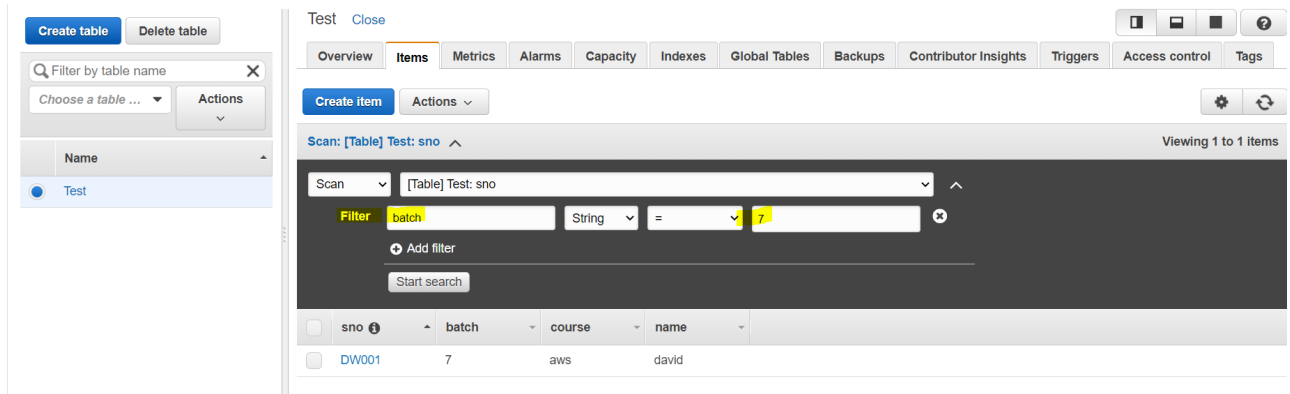 Create table Delete table
Filter by table name
Choose a table ... Actions
Name
Test
Test Close
Overview Items Metrics Alarms Capacity Indexes Global Tables Backups Contributor Insights Triggers Access control Tags
Create item Actions
Scan: [Table] Test: sno Viewing 1 to 1 items
Scan [Table] Test: sno
Filter batch String = 7
Add filter
Start search
sno batch course name
DW001 7 aws david